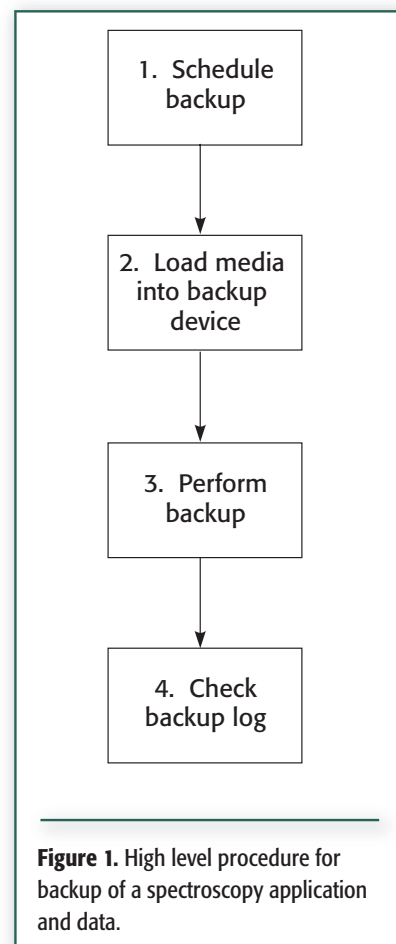 1. Schedule
backup
2. Load media
into backup
device
3. Perform
backup
4. Check
backup log
Figure 1. High level procedure for
backup of a spectroscopy application
and data.